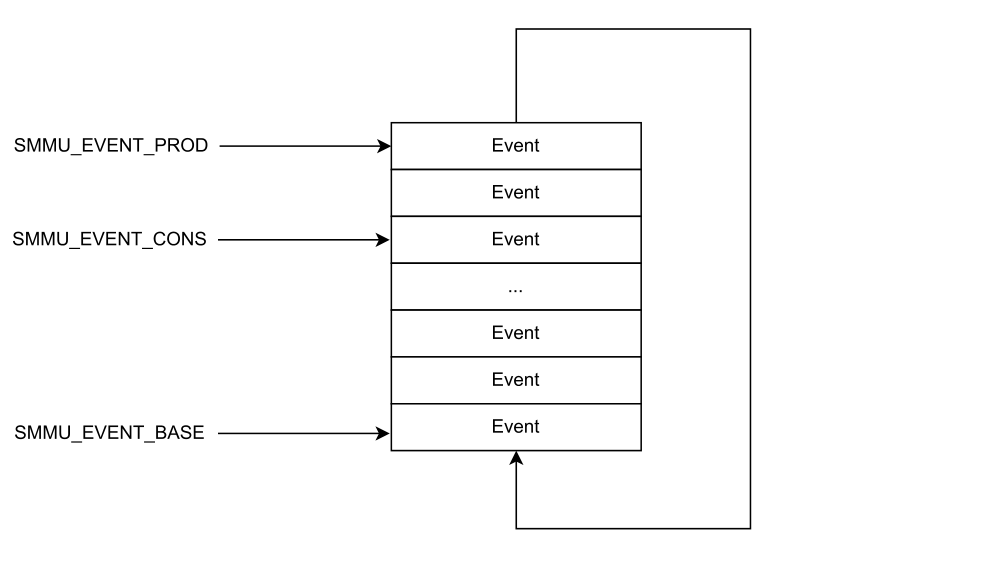 SMMU_EVENT_PROD
Event
Event
SMMU_EVENT_CONS
Event
...
Event
Event
SMMU_EVENT_BASE
Event